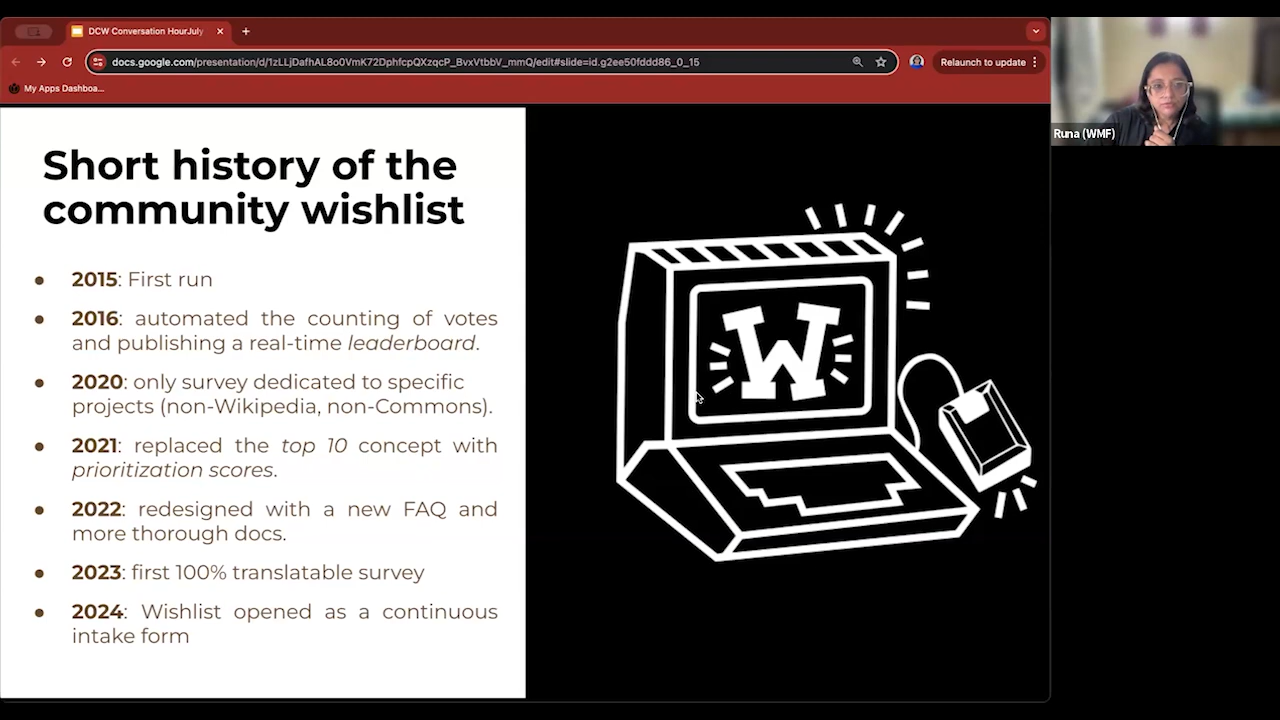 DCW Conversation HourJuly
docs.google.com/presentation/d/1zLLjDafhAL8o0VmK72DphfcpQXzqcP_BvxVtbbV_mmQ/edit#slide=id.g2ee50fddd86_0_15
Relaunch to update
My Apps Dashboa...
Short history of the
community wishlist
● 2015: First run
● 2016: automated the counting of votes
and publishing a real-time leaderboard.
● 2020: only survey dedicated to specific
projects (non-Wikipedia, non-Commons).
● 2021: replaced the top 10 concept with
prioritization scores.
● 2022: redesigned with a new FAQ and
more thorough docs.
● 2023: first 100% translatable survey
● 2024: Wishlist opened as a continuous
intake form
W
Runa (WMF)